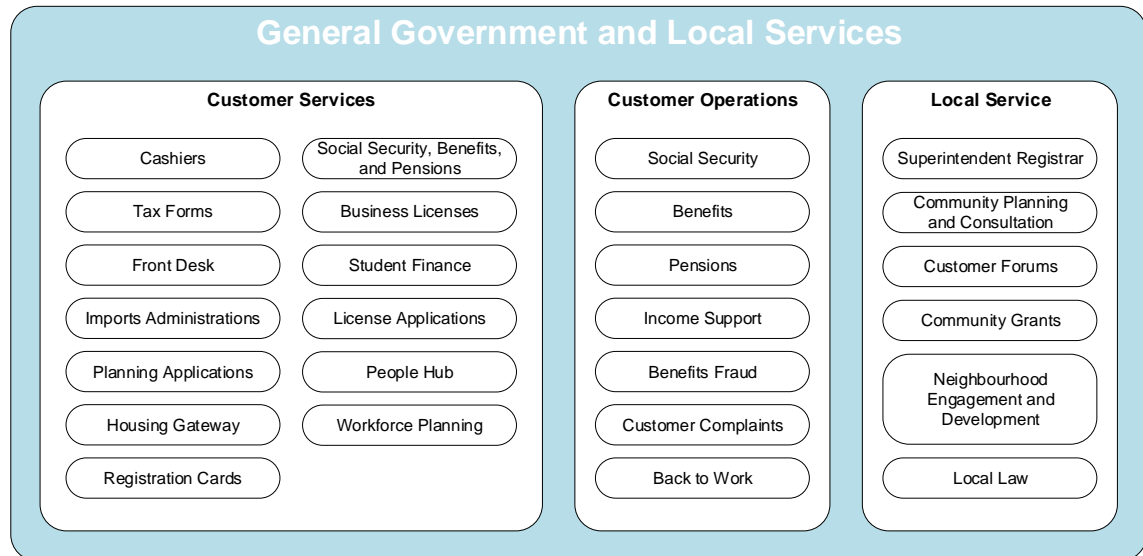 General Government and Local Services
Customer Services
Cashiers
Tax Forms
Front Desk
Imports Administrations
Planning Applications
Housing Gateway
Registration Cards
Social Security, Benefits,
and Pensions
Business Licenses
Student Finance
License Applications
People Hub
Workforce Planning
Customer Operations
Social Security
Benefits
Pensions
Income Support
Benefits Fraud
Customer Complaints
Back to Work
Local Service
Superintendent Registrar
Community Planning
and Consultation
Customer Forums
Community Grants
Neighbourhood
Engagement and
Development
Local Law